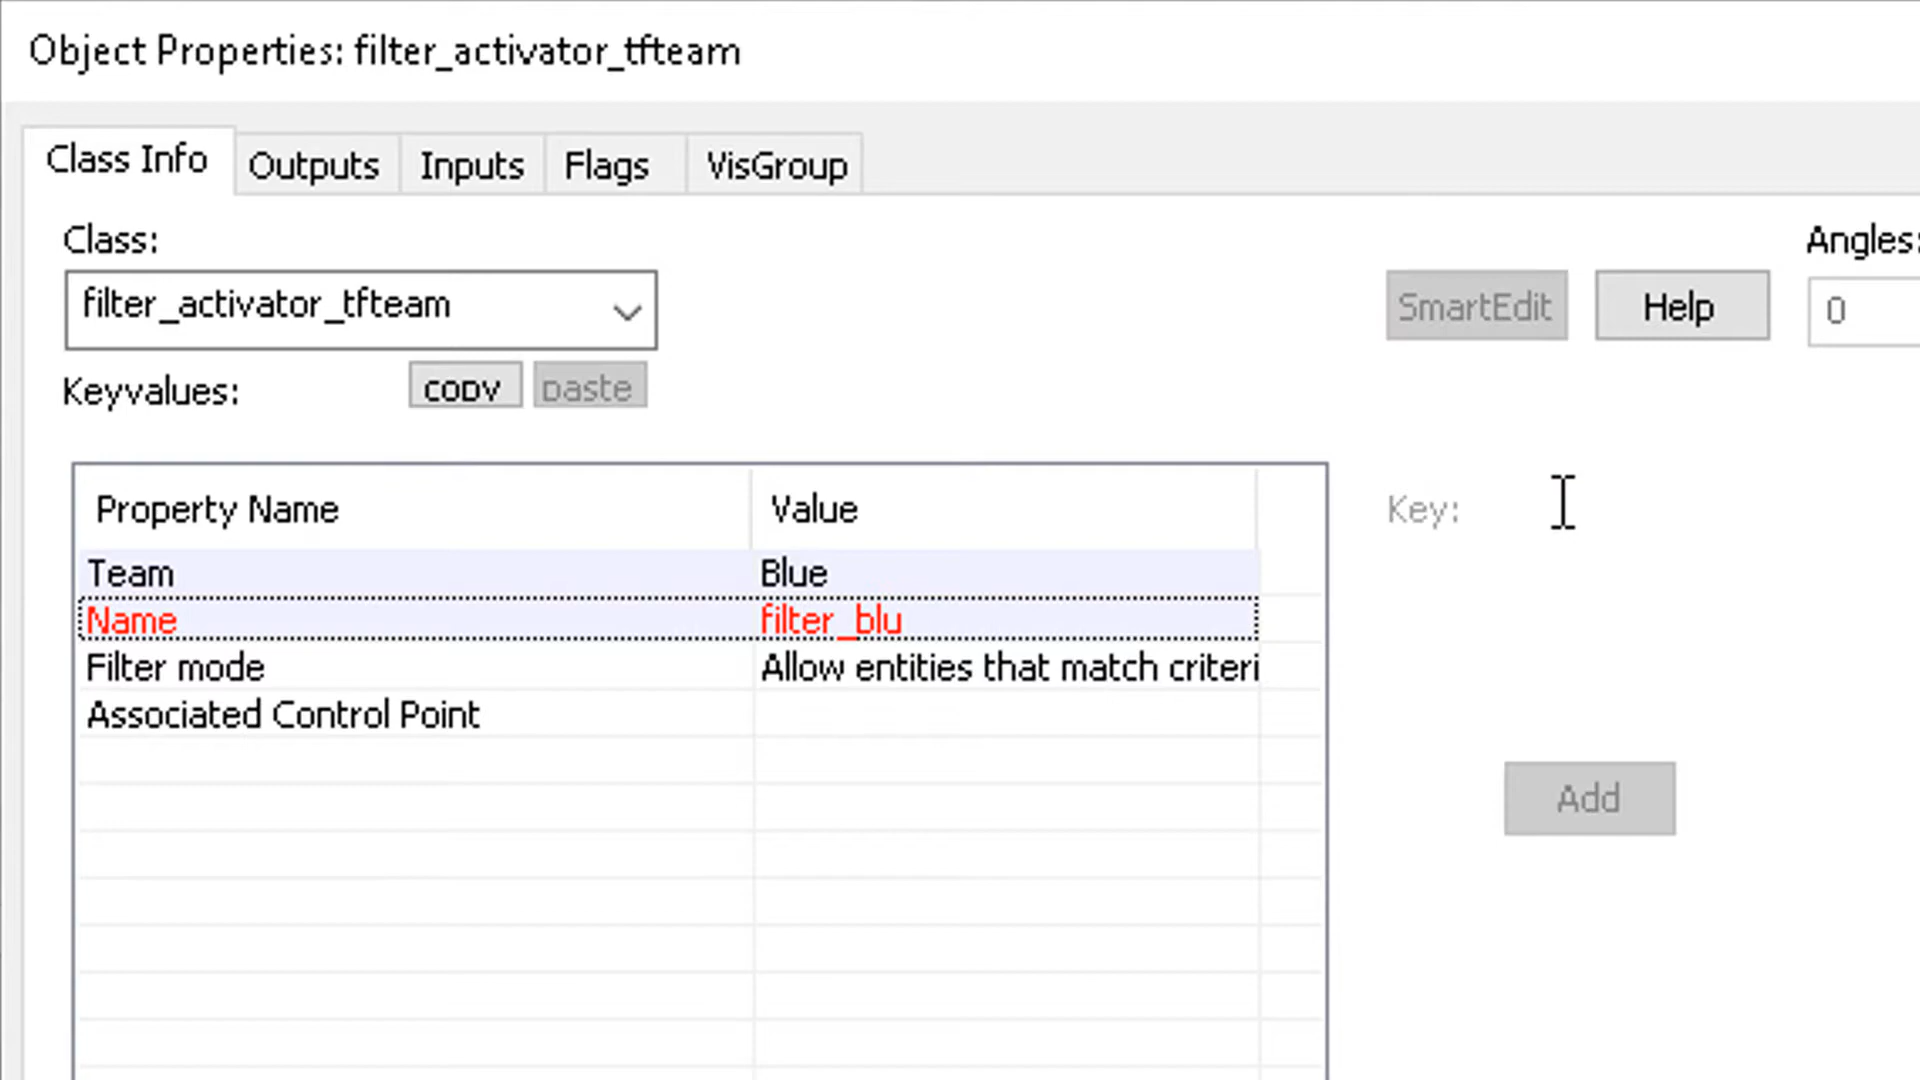 Object Properties: filter_activator_tfteam
Class Info Outputs Inputs Flags VisGroup
Class: Angles:
filter_activator_tfteam SmartEdit Help 0
Keyvalues: copy paste
Property Name Value Key:
Team Blue
Name filter_blu
Filter mode Allow entities that match criteri
Associated Control Point
Add